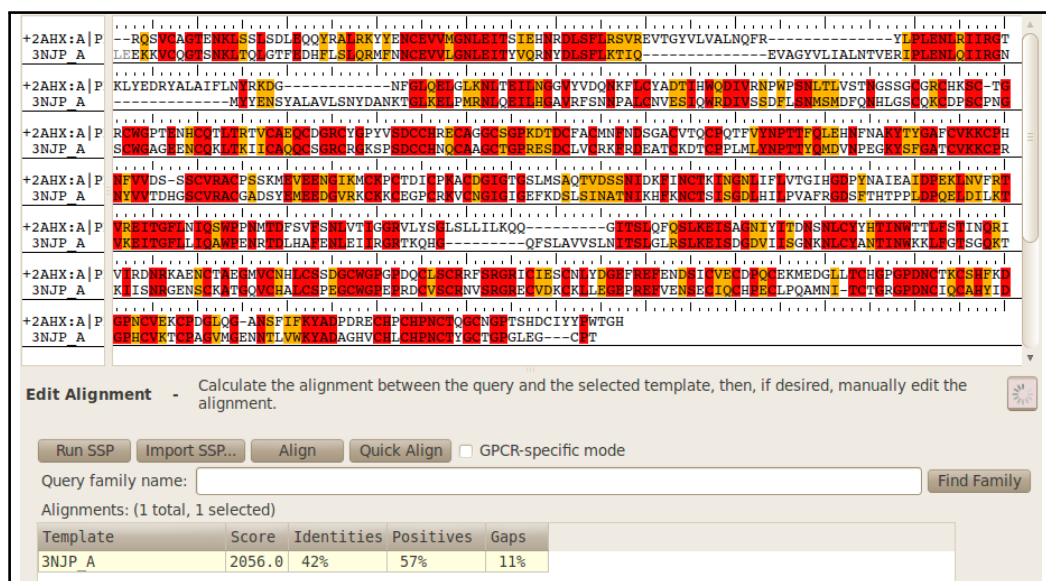 +2AHX:A|P --RQSVCAGTENKLSSLSDLEQQYRALRKYYENCEVVMGNLEITSIEHNRDLSFLRSVREVTGYVLVALNQFR---------------YLPLENLRIIRGT
3NJP_A LEEKKVCQGTSNKLTQLGTFEDHFLSLQRMFNNCEVVLGNLEITYVQRNYDLSFLKTIQ--------------EVAGYVLIALNTVERIPLENLQIIRGN
+2AHX:A|P KLYEDRYALAIFLNYRKDG------------NFGLQELGLKNLTEILNGGVYVDQNKFLCYADTIHWQDIVRNPWPSNLTLVSTNGSSGCGRCHKSC-TG
3NJP_A -------------MYYENSYALAVLSNYDANKTGLKELPMRNLQEILHGAVRFSNNPALCNVESIQWRDIVSSDFLSNMSMDFQNHLGSCQKCDPSCPNG
+2AHX:A|P RCWGPTENHCQTLTRTVCAEQCDGRCYGPYVSDCCHRECAGGCSGPKDTDCFACMNFNDSGACVTQCPQTFVYNPTTFQLEHNFNAKYTYGAFCVKKCPH
3NJP_A SCWGAGEENCQKLTKIICAQQCSGRCRGKSPSDCCHNQCAAGCTGPRESDCLVCRKFRDEATCKDTCPPLMLYNPTTYQMDVNPEGKYSFGATCVKKCPR
+2AHX:A|P NFVVDS-SSCVRACPSSKMEVEENGIKMCKPCTDICPKACDGIGTGSLMSAQTVDSSNIDKFINCTKINGNLIFLVTGIHGDPYNAIEAIDPEKLNVFRT
3NJP_A NYVVTDHGSCVRACGADSYEMEEDGVRKCKKCEGPCRKVCNGIGIGEFKDSLSINATNIKHFKNCTSISGDLHILPVAFRGDSFTHTPPLDPQELDILKT
+2AHX:A|P VREITGFLNIQSWPPNMTDFSVFSNLVTIGGRVLYSGLSLLILKQQ---------GITSLQFQSLKEISAGNIYITDNSNLCYYHTINWTTLFSTINQRI
3NJP_A VKEITGFLLIQAWPENRTDLHAFENLEIIRGRTKQHG---------QFSLAVVSLNITSLGLRSLKEISDGDVIISGNKNLCYANTINWKKLFGTSGQKT
+2AHX:A|P VIRDNRKAENCTAEGMVCNHLCSSDGCWGPGPDQCLSCRRFSRGRICIESCNLYDGEFREFENDSICVECDPQCEKMEDGLLTCHGPGPDNCTKCSHFKD
3NJP_A KIISNRGENSCKATGQVCHALCSPEGCWGPEPRDCVSCRNVSRGRECVDKCKLLEGEPREFVENSECIQCHPECLPQAMNI-TCTGRGPDNCIQCAHYID
+2AHX:A|P GPNCVEKCPDGLQG-ANSFIFKYADPDRECHPCHPNCTQGCNGPTSHDCIYYPWTGH
3NJP_A GPHCVKTCPAGVMGENNTLVWKYADAGHVCHLCHPNCTYGCTGPGLEG---CPT
Edit Alignment - Calculate the alignment between the query and the selected template, then, if desired, manually edit the
alignment.
Run SSP Import SSP... Align Quick Align GPCR-specific mode
Query family name: Find Family
Alignments: (1 total, 1 selected)
Template Score Identities Positives Gaps
3NJP_A 2056.0 42% 57% 11%